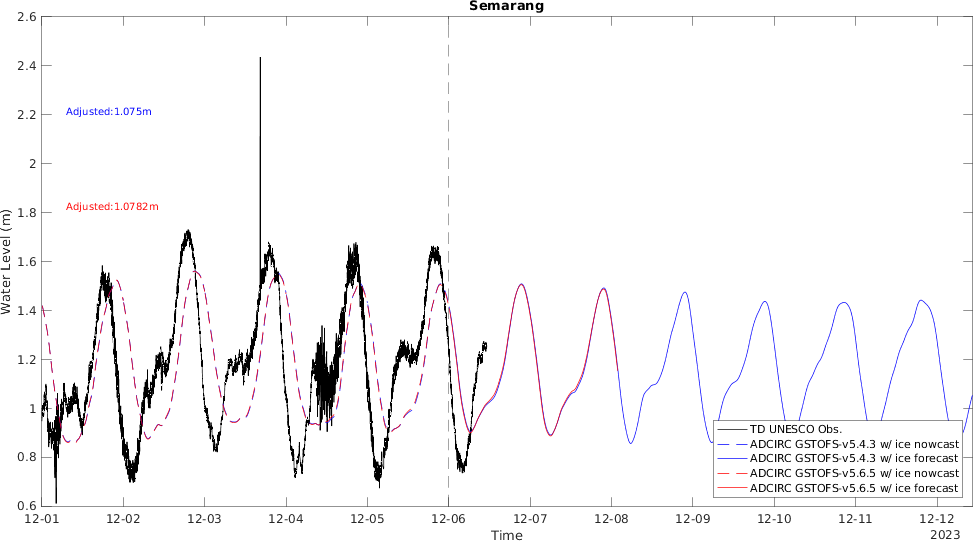 Semarang
2.6
2.4
2.2
2
1.8
1.6
1.4
1.2
1
0.8
0.6
Water Level (m)
Adjusted:1.075m
Adjusted:1.0782m
TD UNESCO Obs.
ADCIRC GSTOFS-v5.4.3 w/ ice nowcast
ADCIRC GSTOFS-v5.4.3 w/ ice forecast
ADCIRC GSTOFS-v5.6.5 w/ ice nowcast
ADCIRC GSTOFS-v5.6.5 w/ ice forecast
12-01 12-02 12-03 12-04 12-05 12-06 12-07 12-08 12-09 12-10 12-11 12-12
2023
Time